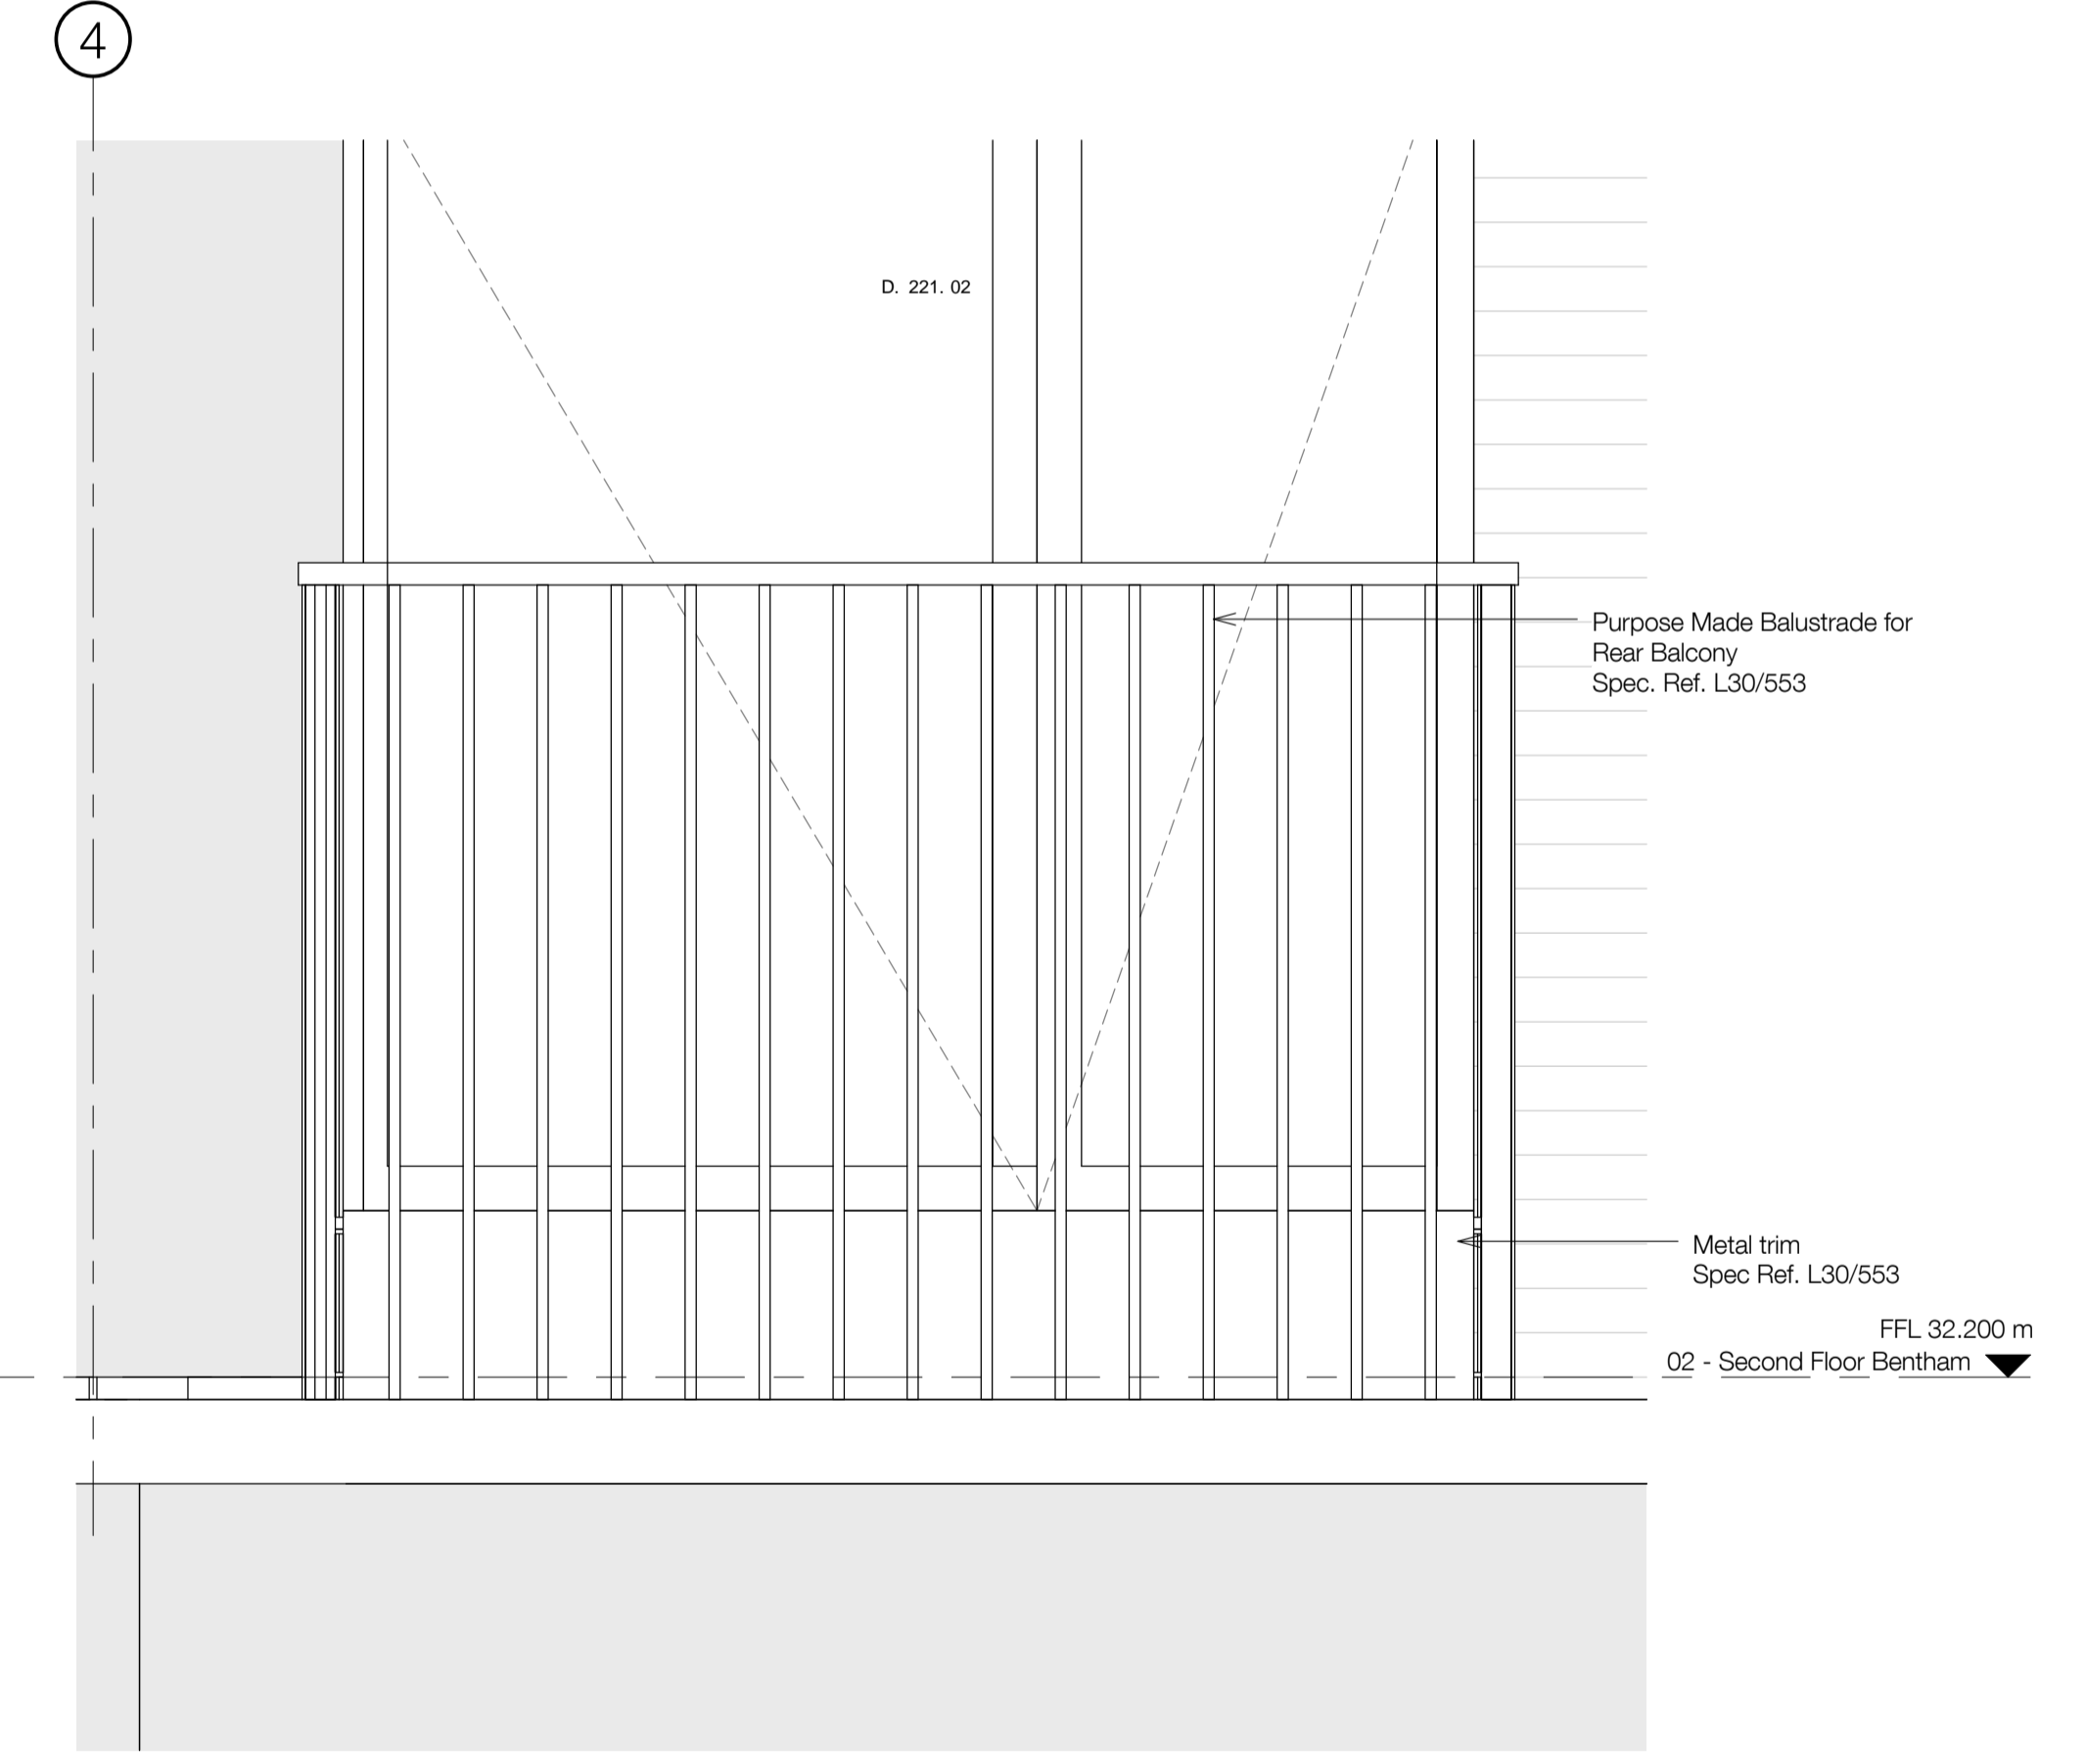 4
D. 221. 02
Purpose Made Balustrade for
Rear Balcony
Spec. Ref. L30/553
Metal trim
Spec Ref. L30/553
FFL 32.200 m
02 - Second Floor Bentham